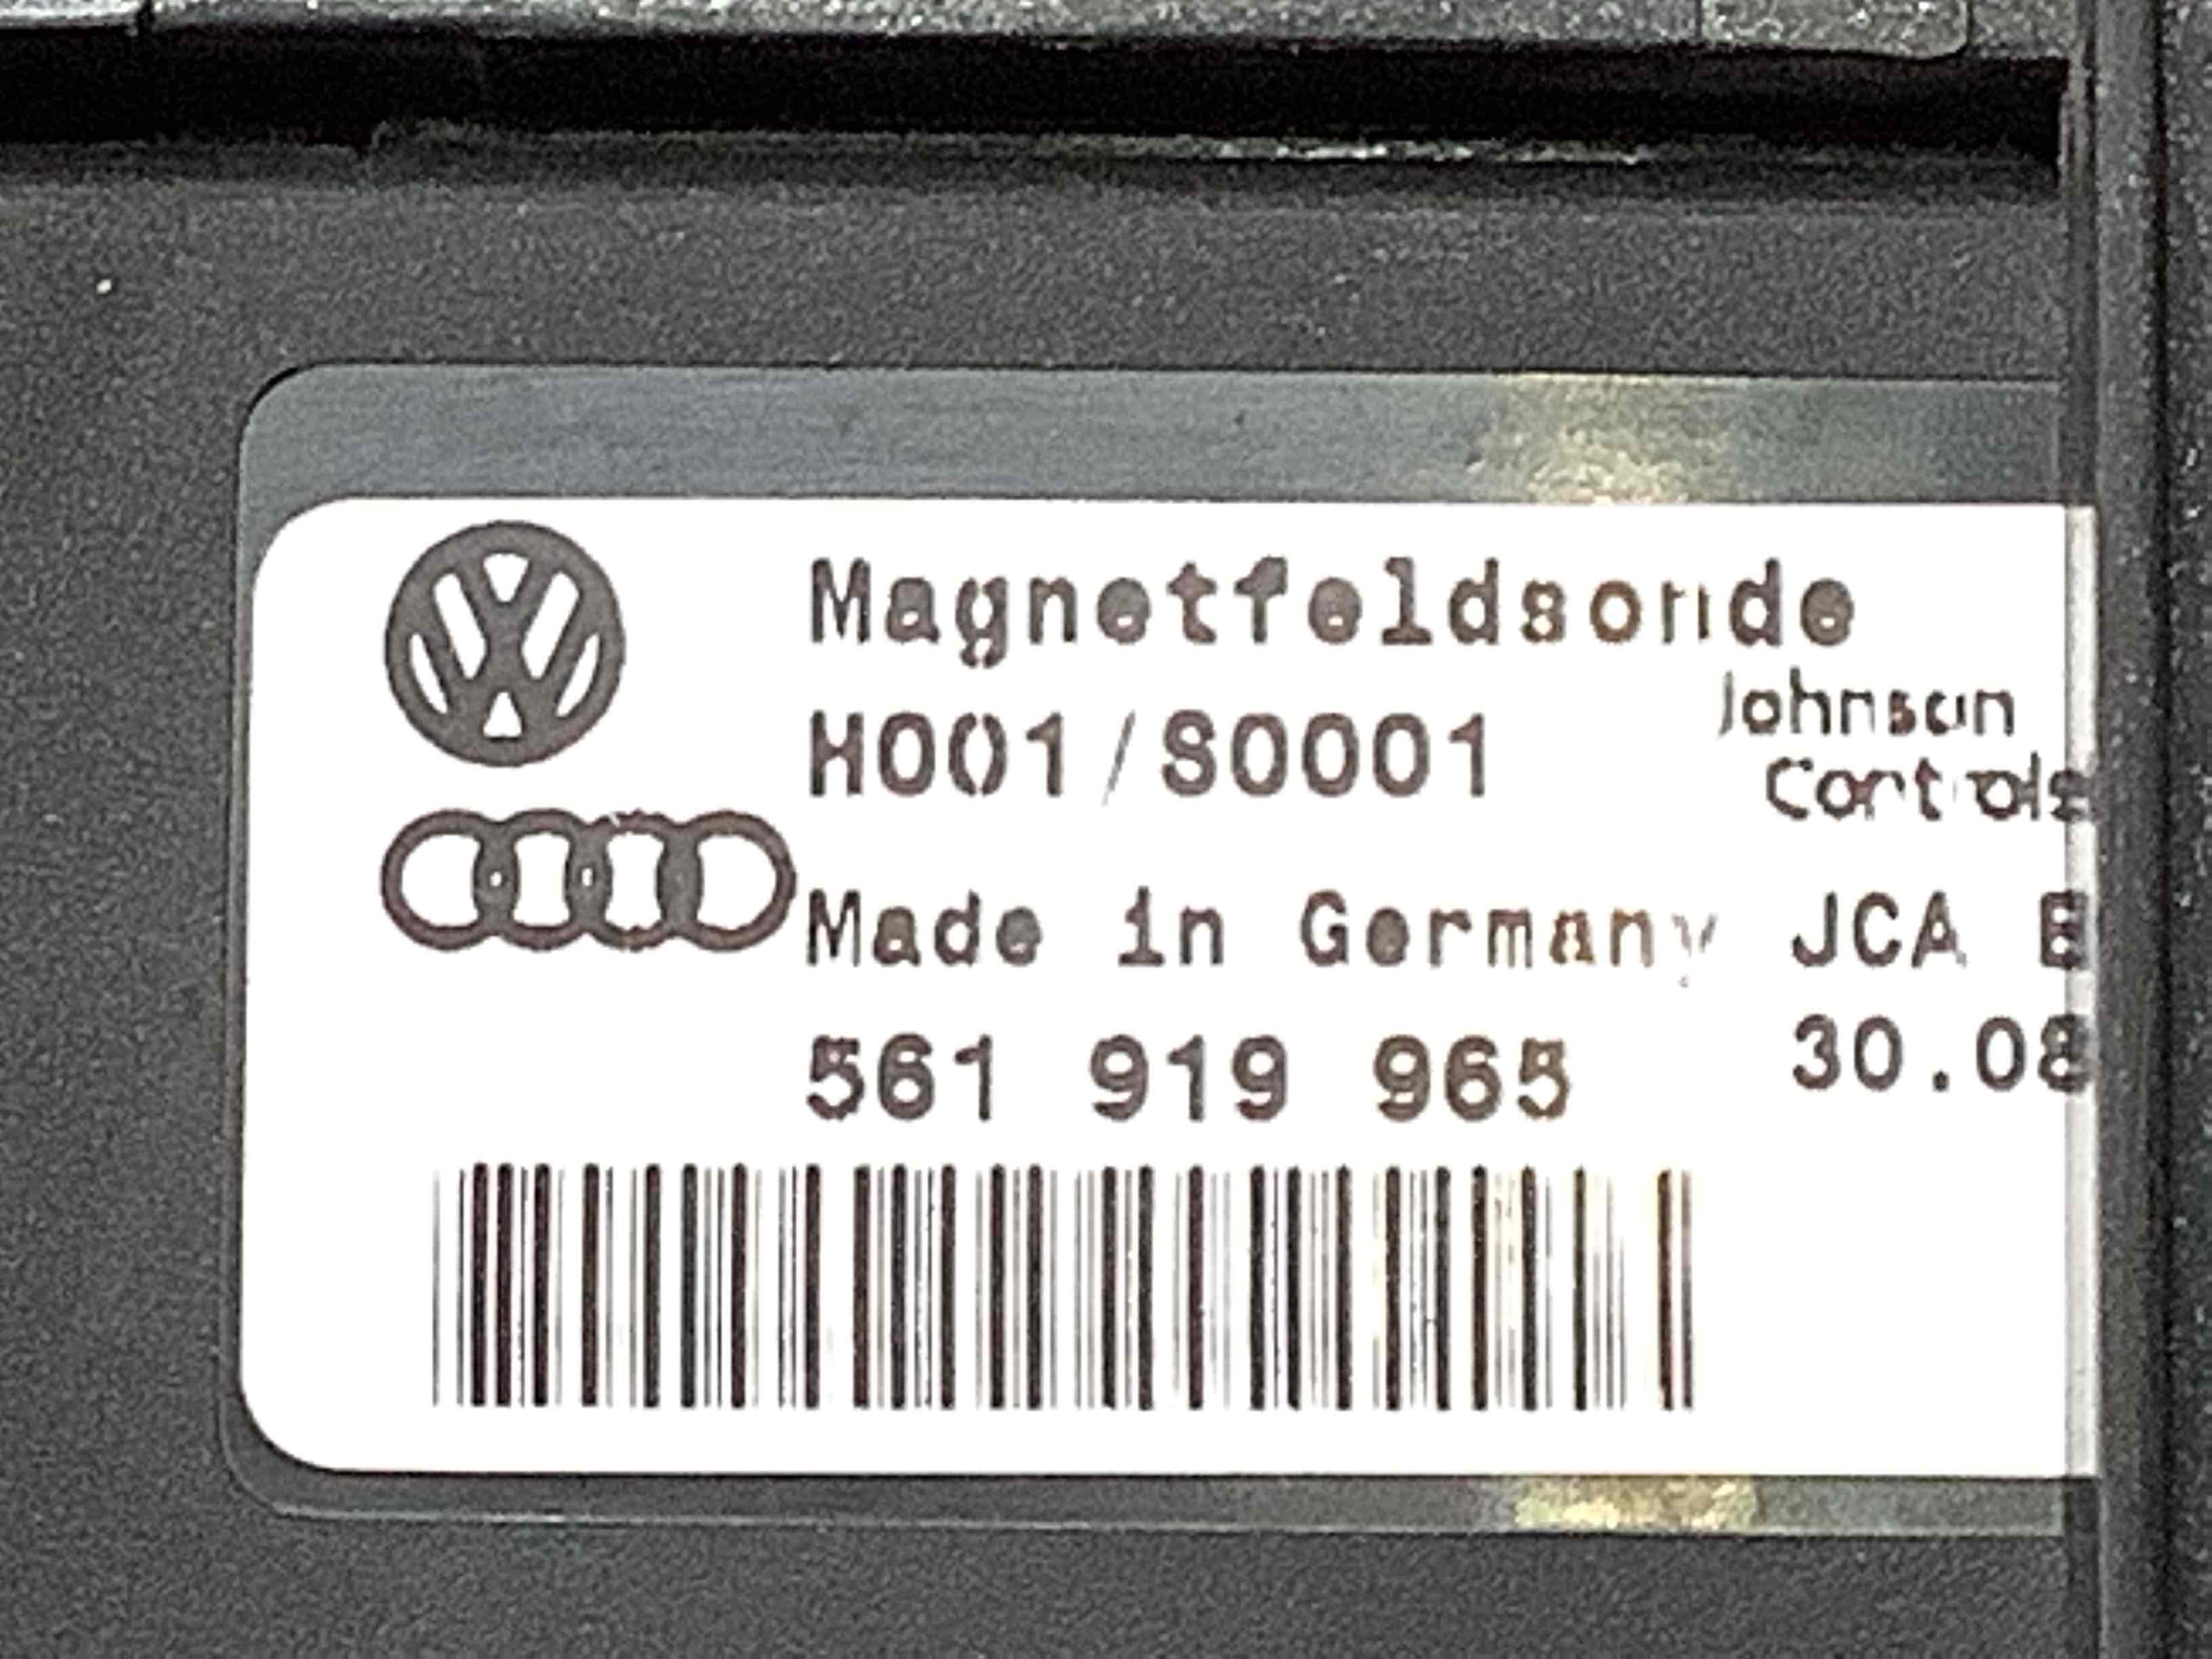 Magnetfeldsonde
H001/S0001
Johnson
Controls
Made in Germany JCA E
561 919 965 30.08